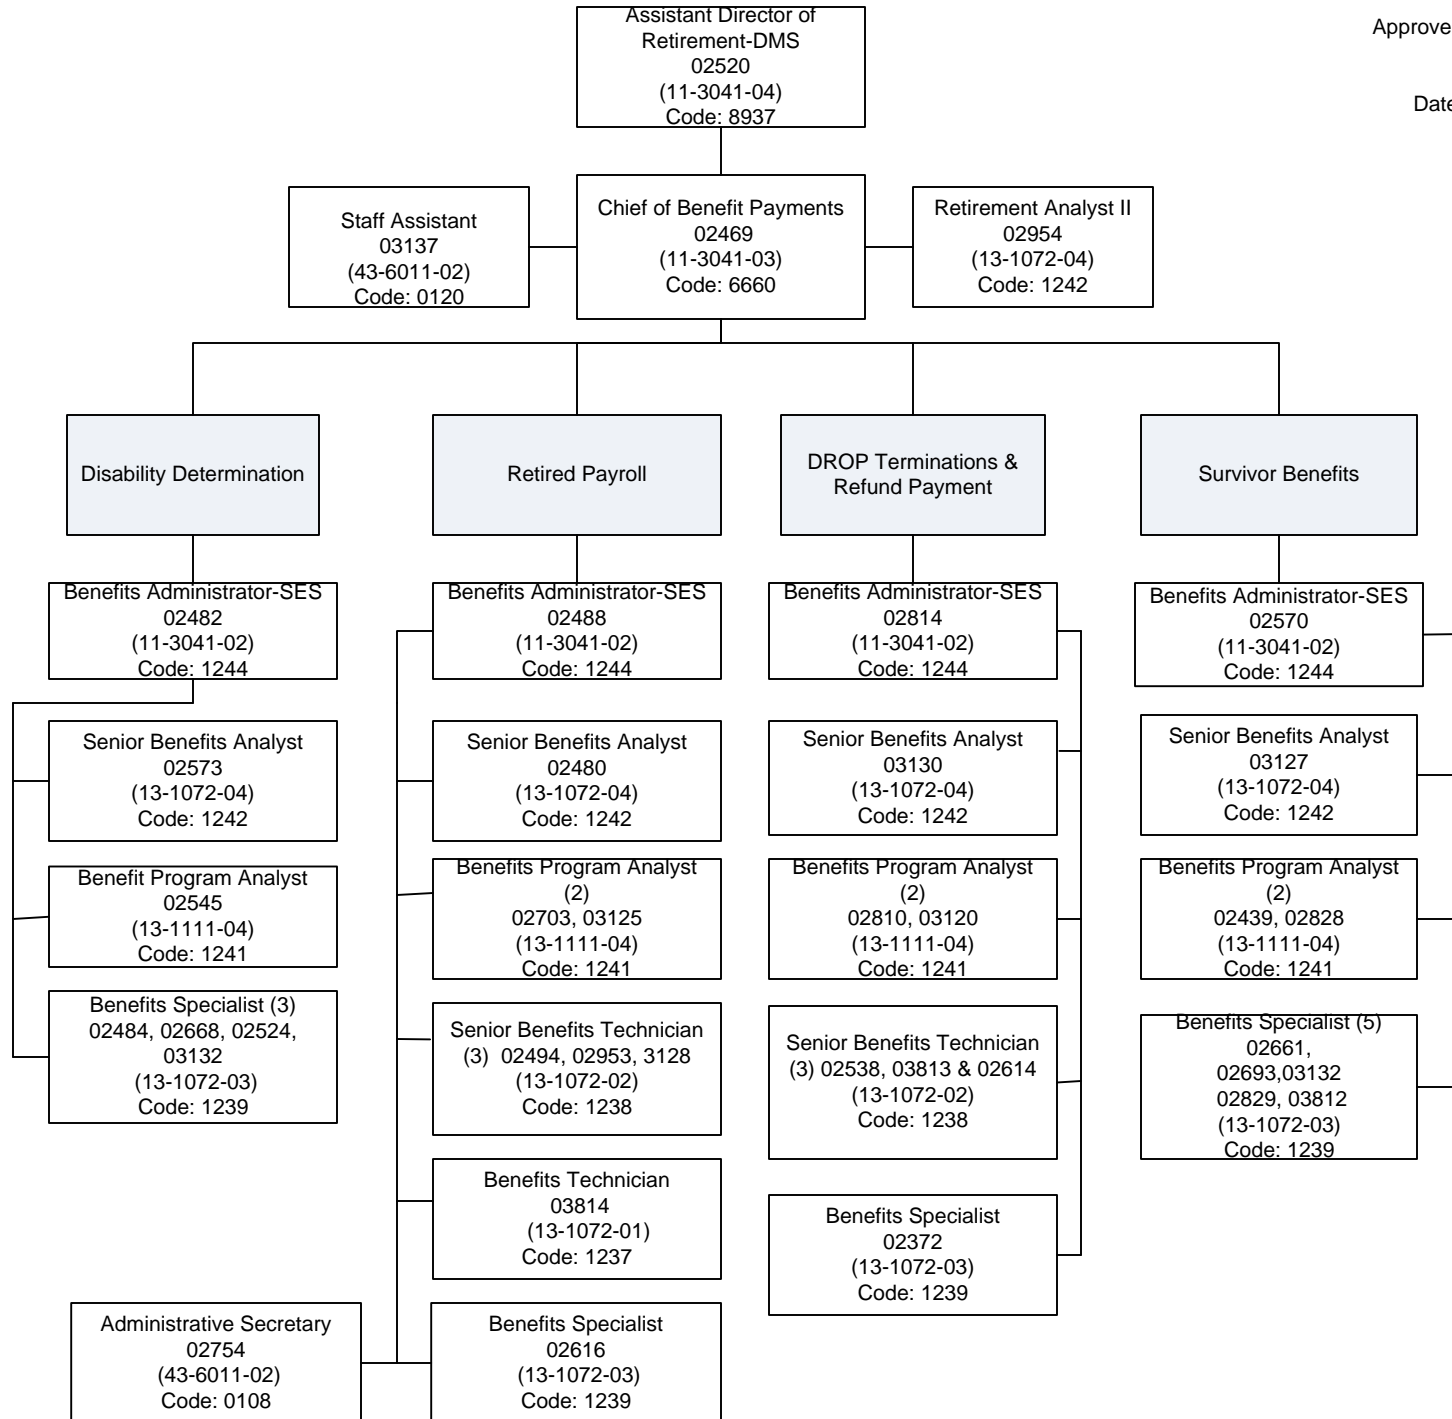 Assistant Director of
Retirement-DMS
02520
(11-3041-04)
Code: 8937
Approve
Date
Staff Assistant
03137
(43-6011-02)
Code: 0120
Chief of Benefit Payments
02469
(11-3041-03)
Code: 6660
Retirement Analyst II
02954
(13-1072-04)
Code: 1242
Disability Determination
Retired Payroll
DROP Terminations &
Refund Payment
Survivor Benefits
Benefits Administrator-SES
02482
(11-3041-02)
Code: 1244
Benefits Administrator-SES
02488
(11-3041-02)
Code: 1244
Benefits Administrator-SES
02814
(11-3041-02)
Code: 1244
Benefits Administrator-SES
02570
(11-3041-02)
Code: 1244
Senior Benefits Analyst
02573
(13-1072-04)
Code: 1242
Senior Benefits Analyst
02480
(13-1072-04)
Code: 1242
Senior Benefits Analyst
03130
(13-1072-04)
Code: 1242
Senior Benefits Analyst
03127
(13-1072-04)
Code: 1242
Benefit Program Analyst
02545
(13-1111-04)
Code: 1241
Benefits Program Analyst
(2)
02703, 03125
(13-1111-04)
Code: 1241
Benefits Program Analyst
(2)
02810, 03120
(13-1111-04)
Code: 1241
Benefits Program Analyst
(2)
02439, 02828
(13-1111-04)
Code: 1241
Benefits Specialist (3)
02484, 02668, 02524,
03132
(13-1072-03)
Code: 1239
Senior Benefits Technician
(3) 02494, 02953, 3128
(13-1072-02)
Code: 1238
Senior Benefits Technician
(3) 02538, 03813 & 02614
(13-1072-02)
Code: 1238
Benefits Specialist (5)
02661,
02693,03132
02829, 03812
(13-1072-03)
Code: 1239
Benefits Technician
03814
(13-1072-01)
Code: 1237
Benefits Specialist
02372
(13-1072-03)
Code: 1239
Administrative Secretary
02754
(43-6011-02)
Code: 0108
Benefits Specialist
02616
(13-1072-03)
Code: 1239